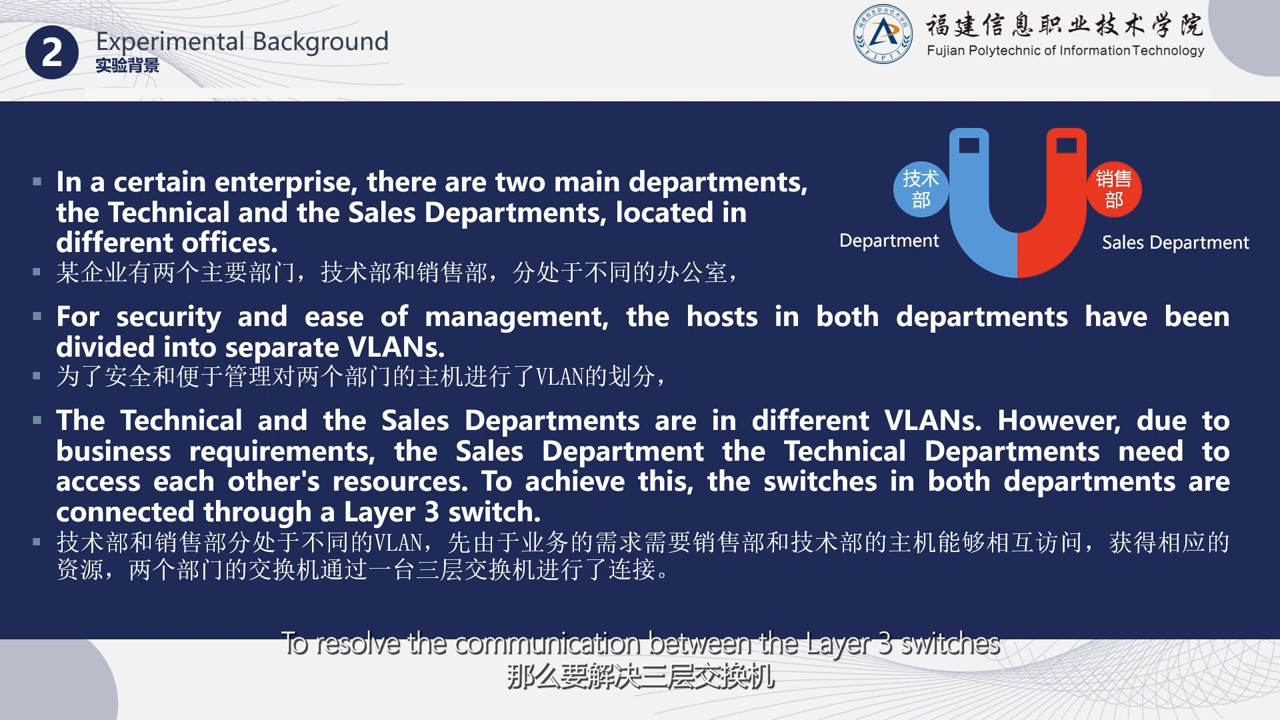 2
Experimental Background
实验背景
福建信息职业技术学院
Fujian Polytechnic of Information Technology
FJPIT
In a certain enterprise, there are two main departments,
the Technical and the Sales Departments, located in
different offices.
某企业有两个主要部门，技术部和销售部，分处于不同的办公室，
技术
部
销售
部
Department
Sales Department
For security and ease of management, the hosts in both departments have been
divided into separate VLANs.
为了安全和便于管理对两个部门的主机进行了VLAN的划分，
The Technical and the Sales Departments are in different VLANs. However, due to
business requirements, the Sales Department the Technical Departments need to
access each other's resources. To achieve this, the switches in both departments are
connected through a Layer 3 switch.
技术部和销售部分处于不同的VLAN，先由于业务的需求需要销售部和技术部的主机能够相互访问，获得相应的
资源，两个部门的交换机通过一台三层交换机进行了连接。
To resolve the communication between the Layer 3 switches
那么要解决三层交换机